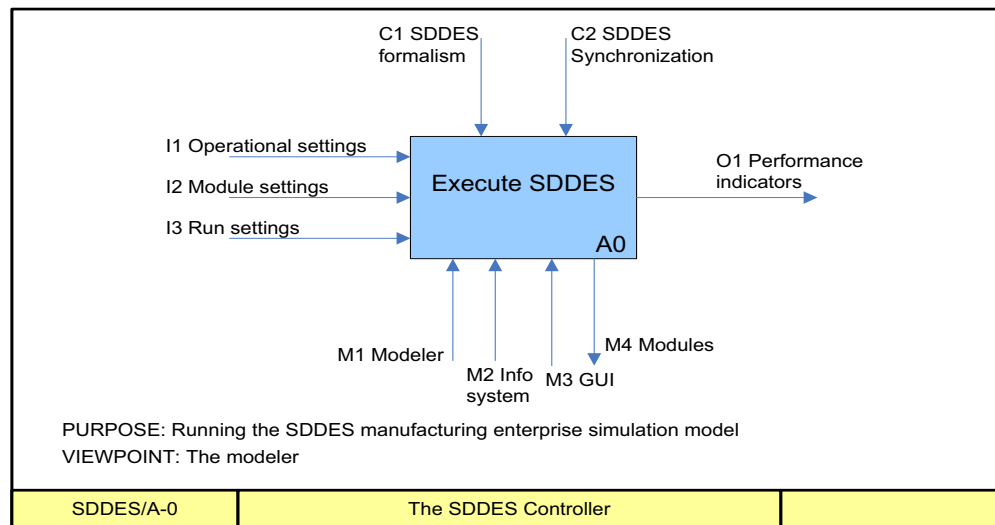 C1 SDDES
formalism
C2 SDDES
Synchronization
I1 Operational settings
I2 Module settings
I3 Run settings
Execute SDDES
A0
O1 Performance
indicators
M1 Modeler
M2 Info
system
M3 GUI
M4 Modules
PURPOSE: Running the SDDES manufacturing enterprise simulation model
VIEWPOINT: The modeler
SDDES/A-0
The SDDES Controller